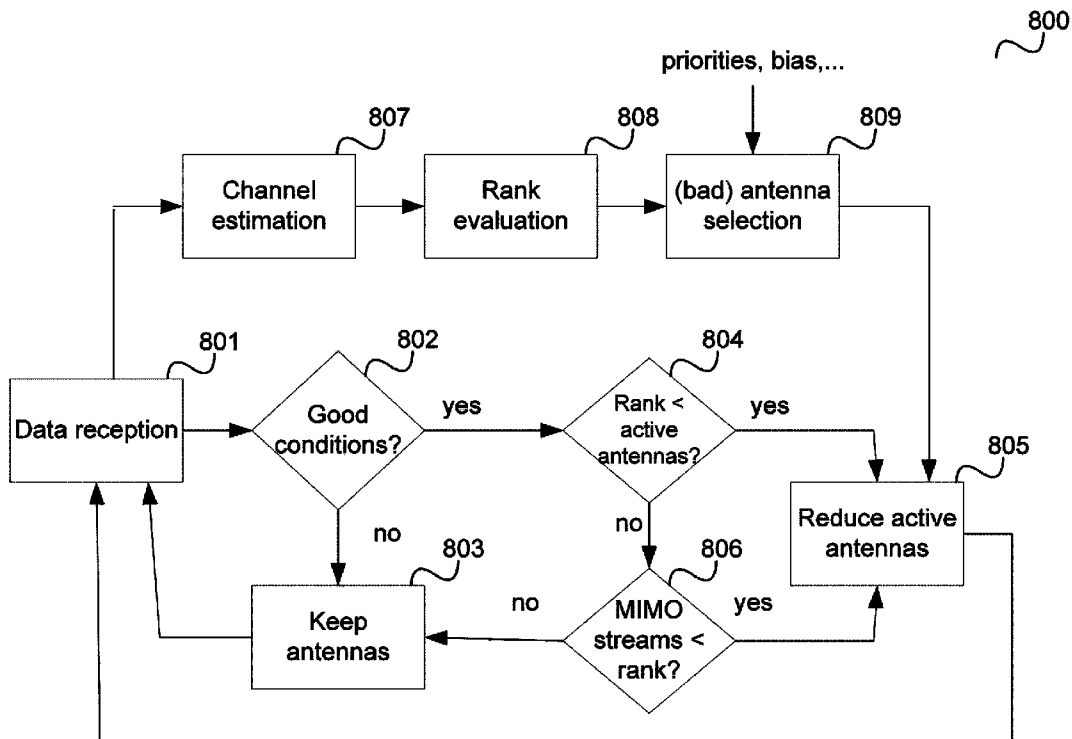 800
priorities, bias,...
807
808
809
Channel
estimation
Rank
evaluation
(bad) antenna
selection
801
802
804
Data reception
Good
conditions?
yes
Rank <
active
antennas?
yes
805
Reduce active
antennas
no
no
803
806
Keep
antennas
no
MIMO
streams <
rank?
yes